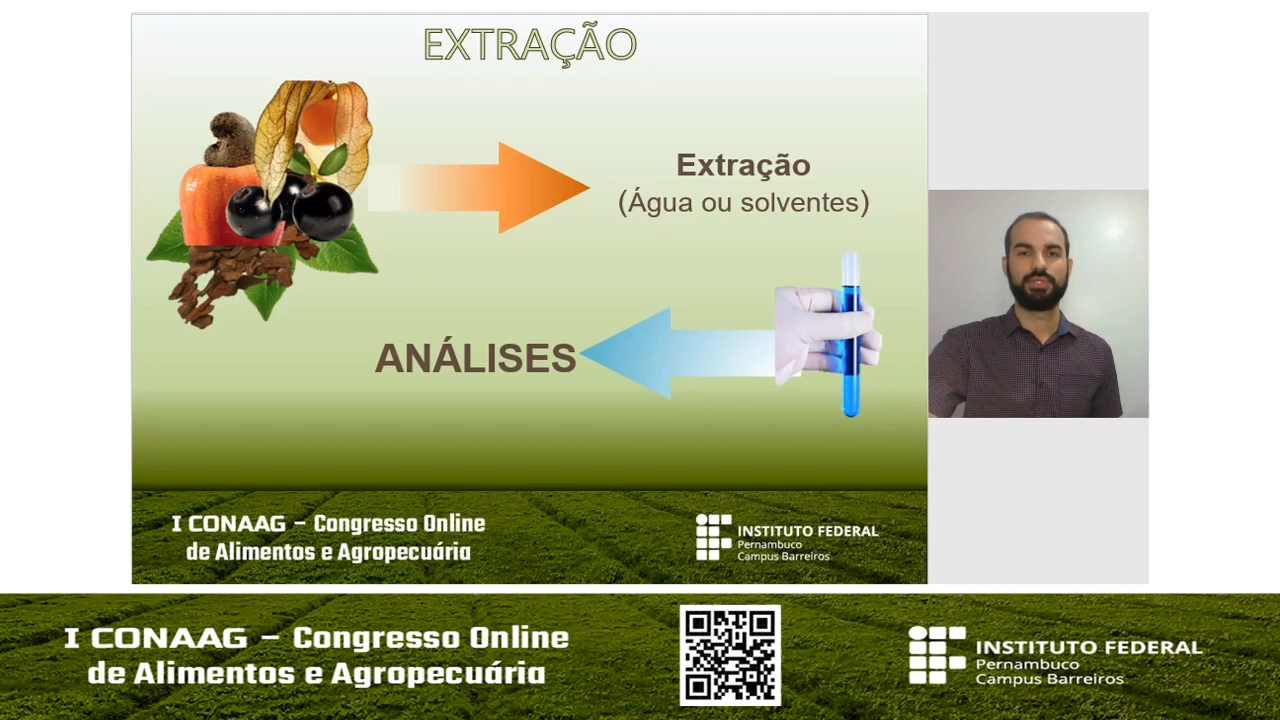 EXTRAÇÃO
Extração
(Água ou solventes)
ANÁLISES
I CONAAG – Congresso Online
de Alimentos e Agropecuária
INSTITUTO FEDERAL
Pernambuco
Campus Barreiros
I CONAAG – Congresso Online
de Alimentos e Agropecuária
INSTITUTO FEDERAL
Pernambuco
Campus Barreiros